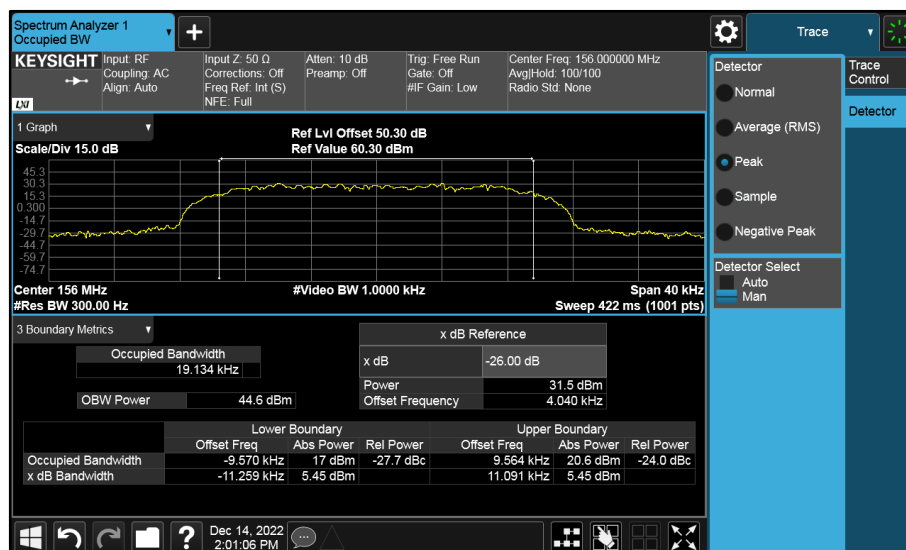 Spectrum Analyzer 1
Occupied BW
+
Trace
KEYSIGHT
LXI
Input: RF
Coupling: AC
Align: Auto
Input Z: 50 Ω
Corrections: Off
Freq Ref: Int (S)
NFE: Full
Atten: 10 dB
Preamp: Off
Trig: Free Run
Gate: Off
#IF Gain: Low
Center Freq: 156.000000 MHz
Avg|Hold: 100/100
Radio Std: None
Detector
Normal
Average (RMS)
Peak
Sample
Negative Peak
Detector Select
Auto
Man
Trace
Control
Detector
1 Graph
Scale/Div 15.0 dB
Ref Lvl Offset 50.30 dB
Ref Value 60.30 dBm
45.3
30.3
15.3
0.300
-14.7
-29.7
-44.7
-59.7
-74.7
Center 156 MHz
#Video BW 1.0000 kHz
Span 40 kHz
#Res BW 300.00 Hz
Sweep 422 ms (1001 pts)
3 Boundary Metrics
Occupied Bandwidth
19.134 kHz
OBW Power 44.6 dBm
x dB Reference
x dB -26.00 dB
Power 31.5 dBm
Offset Frequency 4.040 kHz
Lower Boundary Upper Boundary
Offset Freq Abs Power Rel Power Offset Freq Abs Power Rel Power
Occupied Bandwidth -9.570 kHz 17 dBm -27.7 dBc 9.564 kHz 20.6 dBm -24.0 dBc
x dB Bandwidth -11.259 kHz 5.45 dBm 11.091 kHz 5.45 dBm
?
Dec 14, 2022
2:01:06 PM